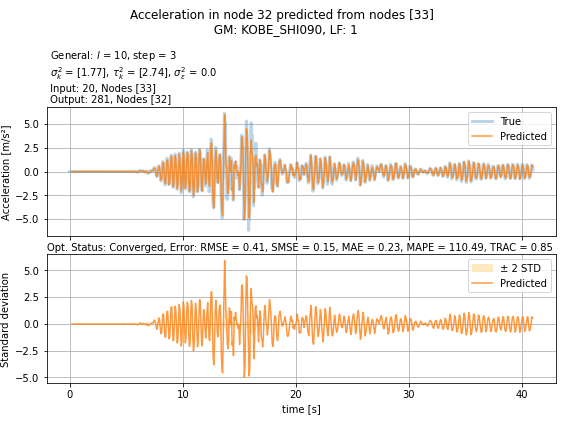 Acceleration in node 32 predicted from nodes [33]
GM: KOBE_SHI090, LF: 1
General: l = 10, step = 3
σ²ₖ = [1.77], τ²ₖ = [2.74], σ²ε = 0.0
Input: 20, Nodes [33]
Output: 281, Nodes [32]
Acceleration [m/s²]
5.0
2.5
0.0
−2.5
−5.0
True
Predicted
Opt. Status: Converged, Error: RMSE = 0.41, SMSE = 0.15, MAE = 0.23, MAPE = 110.49, TRAC = 0.85
Standard deviation
5.0
2.5
0.0
−2.5
−5.0
± 2 STD
Predicted
0 10 20 30 40
time [s]